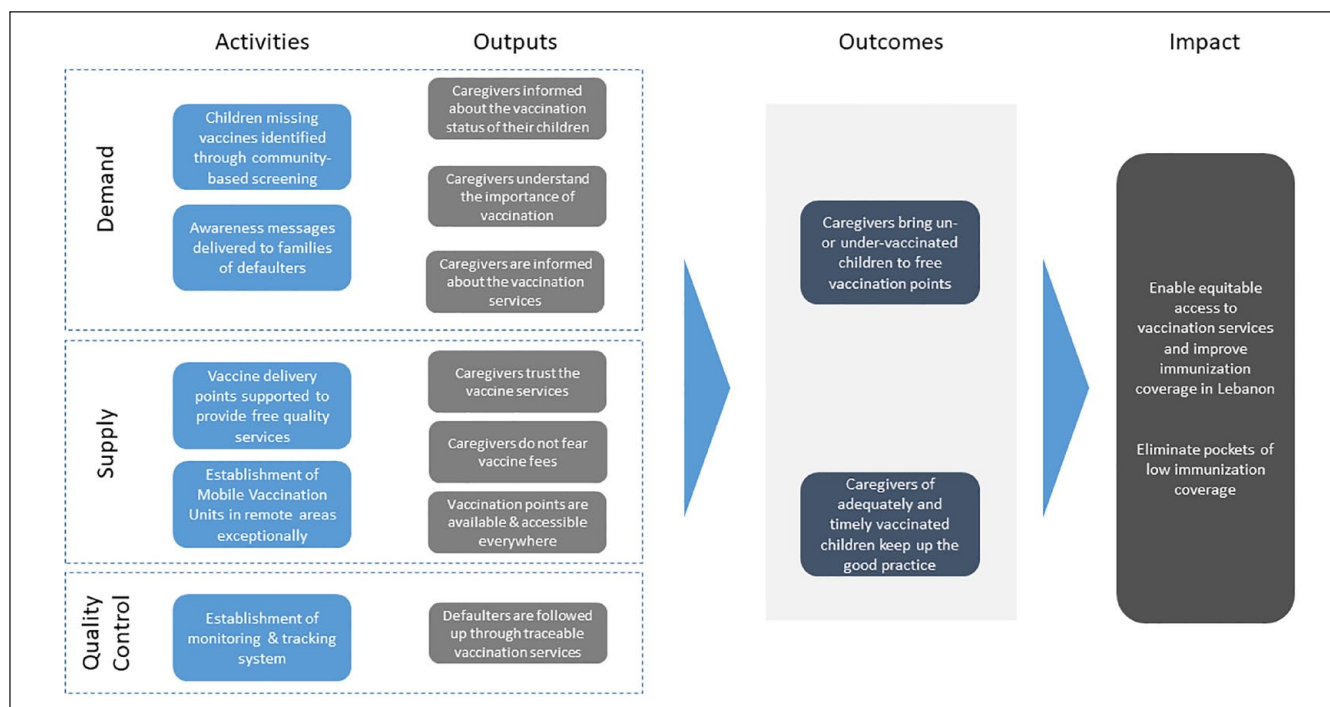 Activities
Outputs
Outcomes
Impact
Demand
Children missing
vaccines identified
through community-
based screening
Awareness messages
delivered to families
of defaulters
Caregivers informed
about the vaccination
status of their children
Caregivers understand
the importance of
vaccination
Caregivers are informed
about the vaccination
services
Supply
Vaccine delivery
points supported to
provide free quality
services
Establishment of
Mobile Vaccination
Units in remote areas
exceptionally
Caregivers trust the
vaccine services
Caregivers do not fear
vaccine fees
Vaccination points are
available & accessible
everywhere
Quality
Control
Establishment of
monitoring & tracking
system
Defaulters are followed
up through traceable
vaccination services
Caregivers bring un-
or under-vaccinated
children to free
vaccination points
Caregivers of
adequately and
timely vaccinated
children keep up the
good practice
Enable equitable
access to
vaccination services
and improve
immunization
coverage in Lebanon
Eliminate pockets of
low immunization
coverage